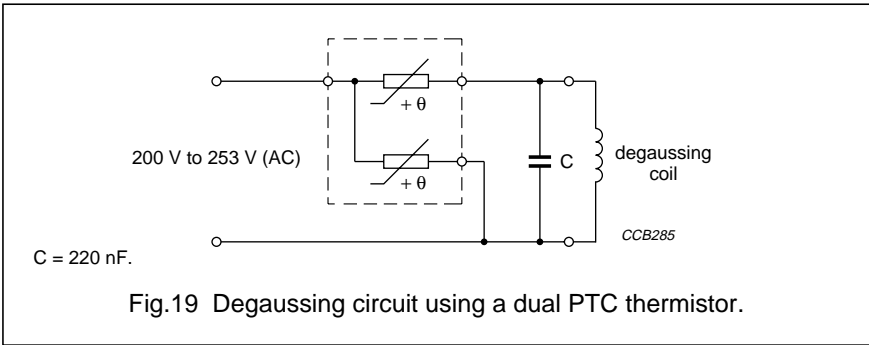 + θ
200 V to 253 V (AC)
+ θ
C
degaussing
coil
CCB285
C = 220 nF.
Fig.19 Degaussing circuit using a dual PTC thermistor.